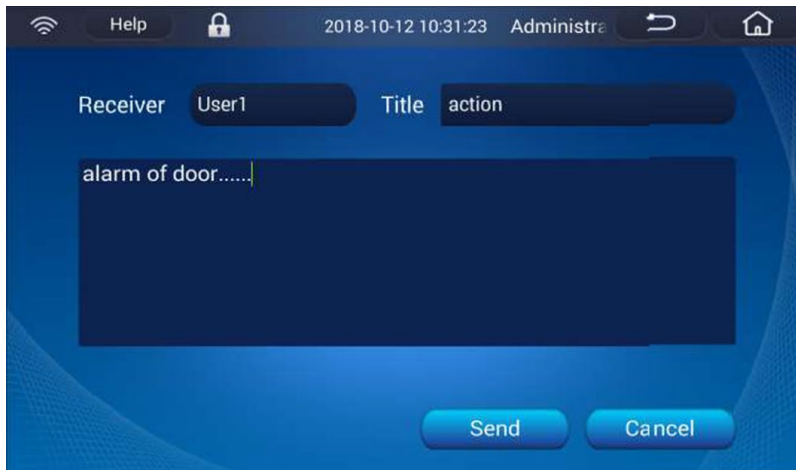 Help 2018-10-12 10:31:23 Administra
Receiver User1 Title action
alarm of door......
Send Cancel